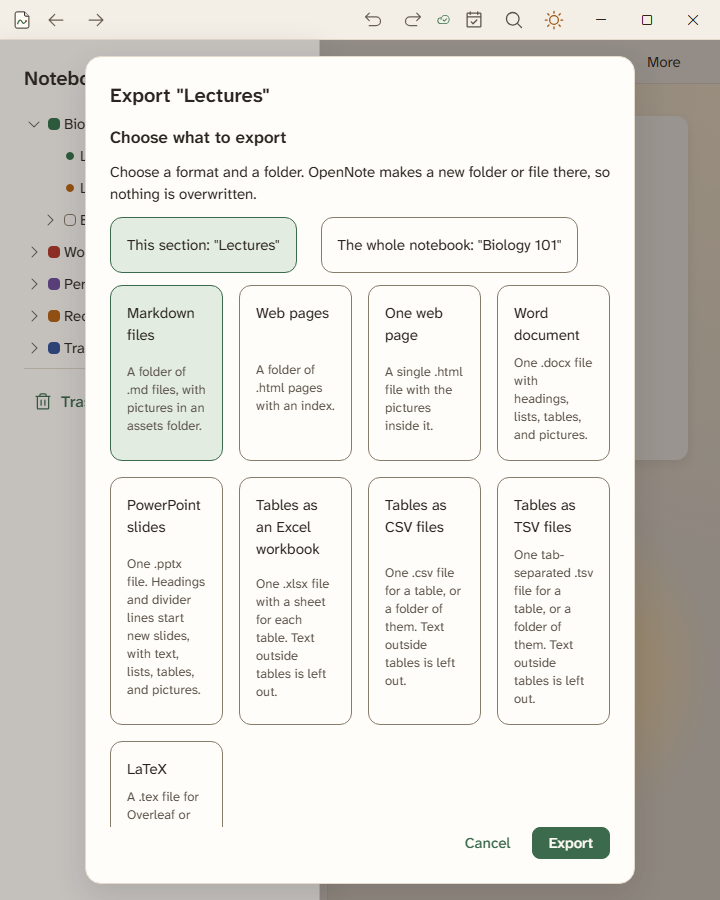 More
Noteb
Bio
L
L
E
Wo
Per
Rec
Tra
Tras
Export "Lectures"
Choose what to export
Choose a format and a folder. OpenNote makes a new folder or file there, so
nothing is overwritten.
This section: "Lectures"
The whole notebook: "Biology 101"
Markdown
files
A folder of
.md files, with
pictures in an
assets folder.
Web pages
A folder of
.html pages
with an index.
One web
page
A single .html
file with the
pictures
inside it.
Word
document
One .docx file
with
headings,
lists, tables,
and pictures.
PowerPoint
slides
One .pptx
file. Headings
and divider
lines start
new slides,
with text,
lists, tables,
and pictures.
Tables as
an Excel
workbook
One .xlsx file
with a sheet
for each
table. Text
outside
tables is left
out.
Tables as
CSV files
One .csv file
for a table, or
a folder of
them. Text
outside
tables is left
out.
Tables as
TSV files
One tab-
separated .tsv
file for a
table, or a
folder of
them. Text
outside
tables is left
out.
LaTeX
A .tex file for
Overleaf or
Cancel
Export